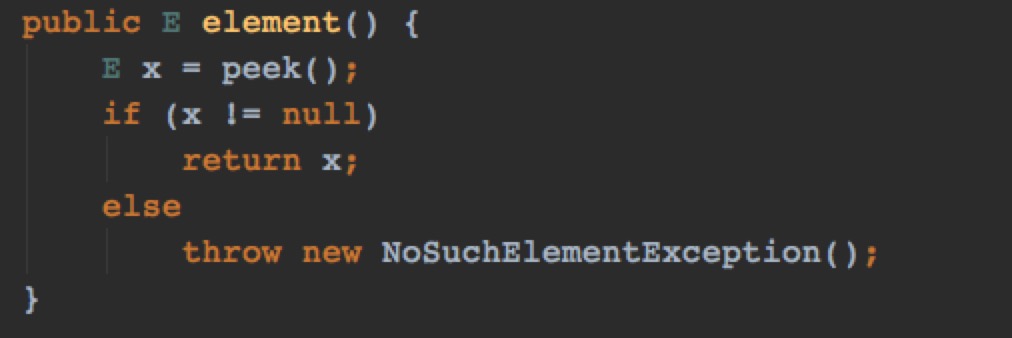 public E element() {
    E x = peek();
    if (x != null)
        return x;
    else
        throw new NoSuchElementException();
}